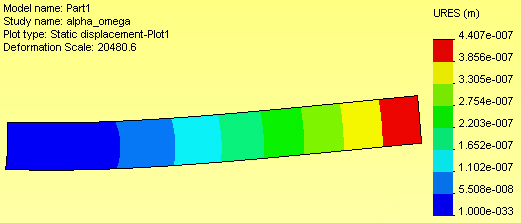 Model name: Part1
Study name: alpha_omega
Plot type: Static displacement-Plot1
Deformation Scale: 20480.6
URES (m)
4.407e-007
3.856e-007
3.305e-007
2.754e-007
2.203e-007
1.652e-007
1.102e-007
5.508e-008
1.000e-033